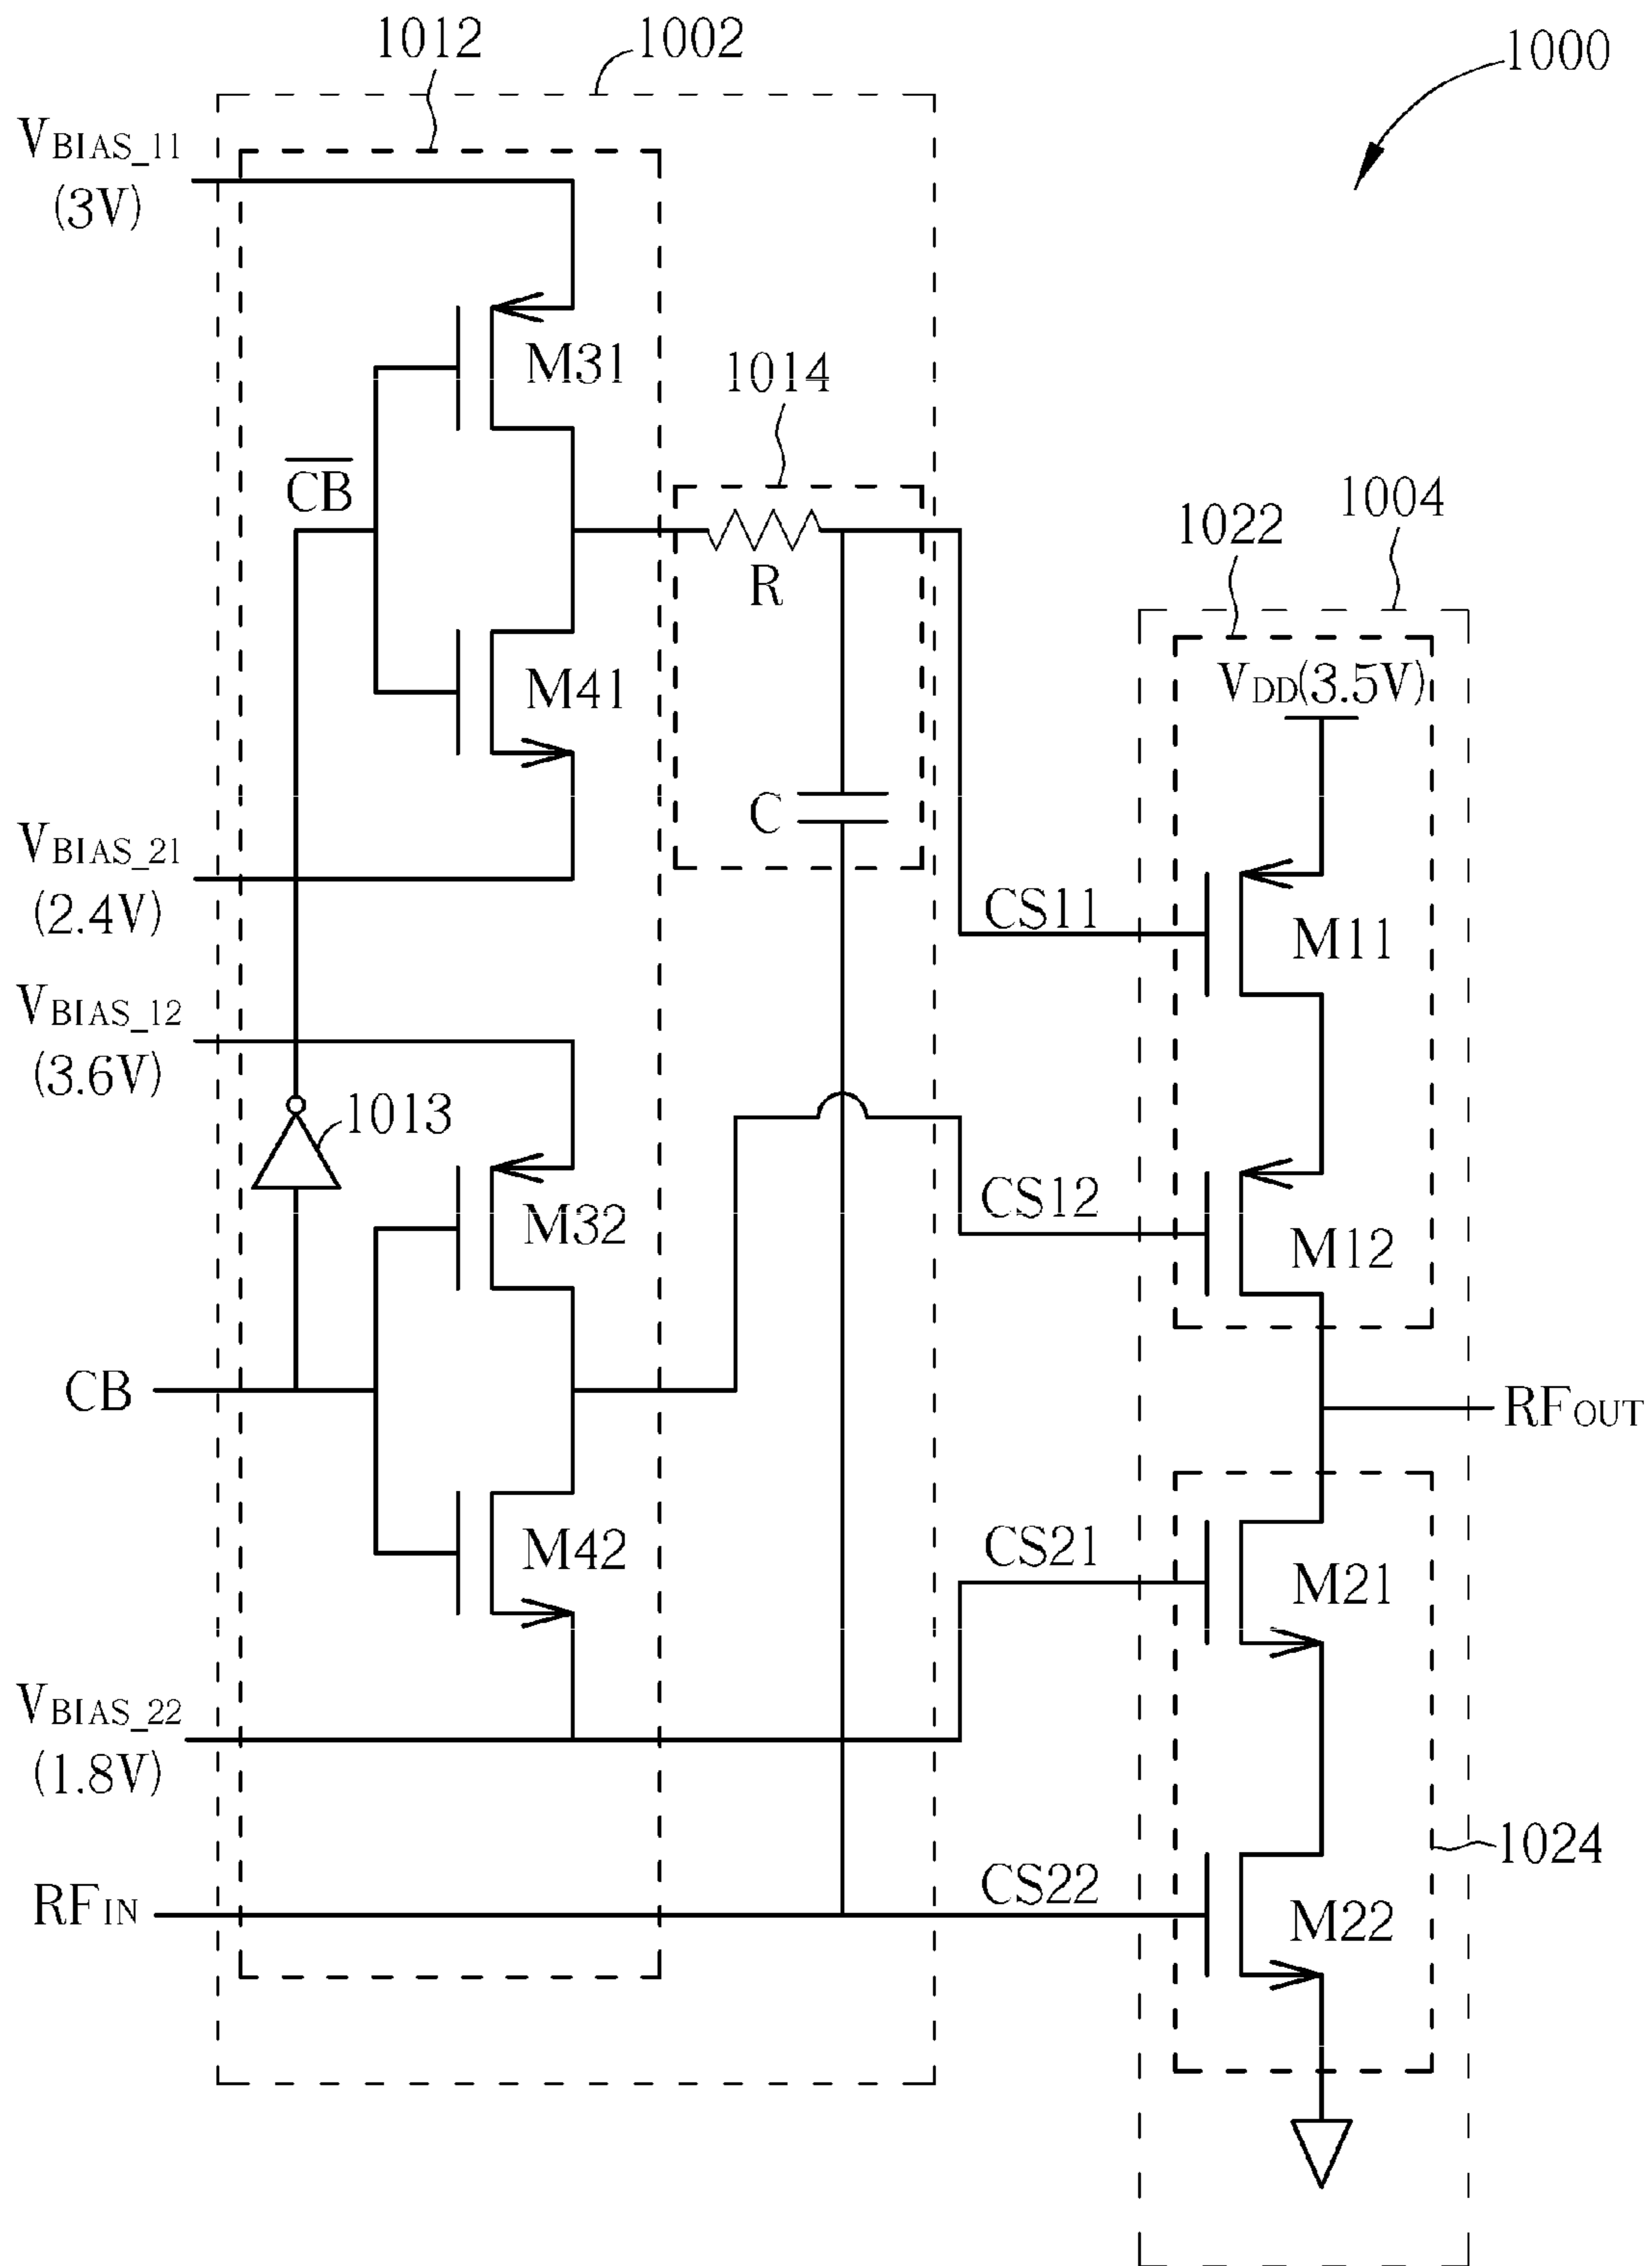 1012
1002
1000
VBIAS_11
(3V)
M31
1014
CB
R
1004
1022
VDD(3.5V)
M41
C
VBIAS_21
(2.4V)
CS11
M11
VBIAS_12
(3.6V)
1013
CS12
M32
M12
CB
RFOUT
M42
CS21
M21
VBIAS_22
(1.8V)
1024
CS22
RFIN
M22